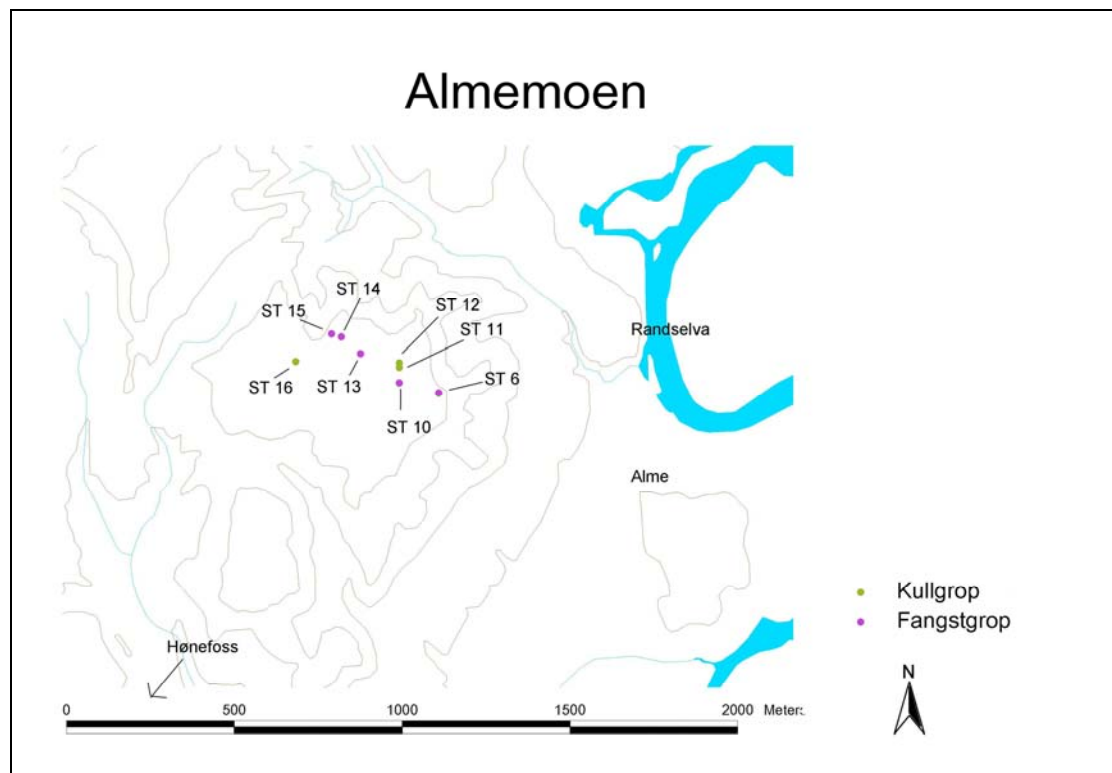 Almemoen
ST 14
ST 15
ST 12
ST 11
Randselva
ST 16
ST 13
ST 6
ST 10
Alme
Kullgrop
Fangstgrop
Hønefoss
N
0 500 1000 1500 2000 Meters